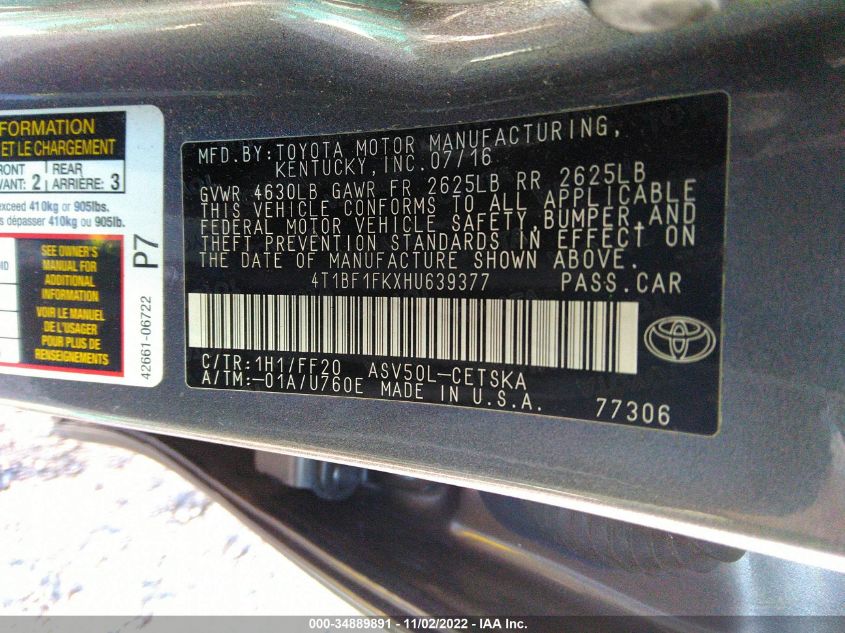 FORMATION
ET LE CHARGEMENT
FRONT
AVANT: 2
REAR
ARRIÈRE: 3
exceed 410kg or 905lbs.
dépasser 410kg ou 905lb.
SEE OWNER'S
MANUAL FOR
ADDITIONAL
INFORMATION
VOIR LE MANUEL
DE L'USAGER
POUR PLUS DE
RENSEIGNEMENTS
P7
42661-06722
MFD.BY:TOYOTA MOTOR MANUFACTURING,
KENTUCKY,INC.07/16
GVWR 4630LB GAWR FR 2625LB RR 2625LB
THIS VEHICLE CONFORMS TO ALL APPLICABLE
FEDERAL MOTOR VEHICLE SAFETY,BUMPER,AND
THEFT PREVENTION STANDARDS IN EFFECT ON
THE DATE OF MANUFACTURE SHOWN ABOVE.
4T1BF1FKXHU639377 PASS.CAR
C/TR:1H1/FF20 ASV50L-CETSKA
A/TM:-01A/U760E MADE IN U.S.A. 77306
000-34889891 - 11/02/2022 - IAA Inc.